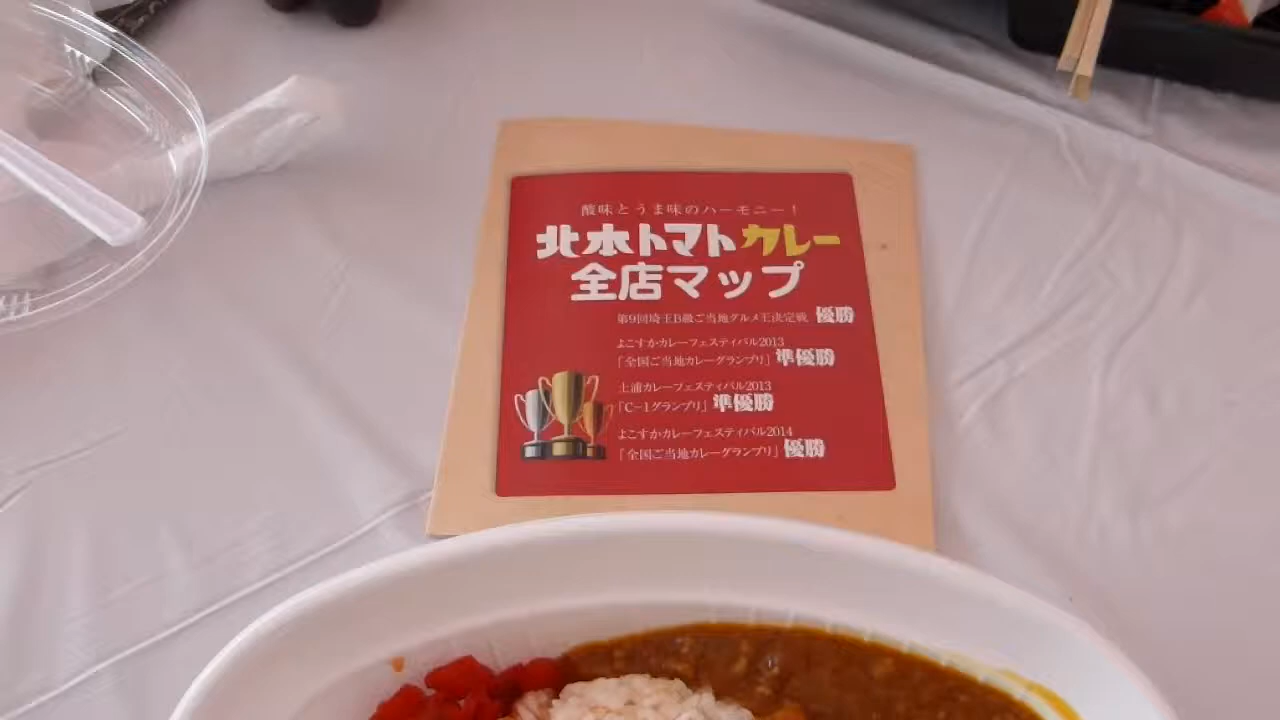 酸味とうま味のハーモニー！
北本トマトカレー
全店マップ
第9回埼玉B級ご当地グルメ王決定戦 優勝
よこすかカレーフェスティバル2013
「全国ご当地カレーグランプリ」準優勝
土浦カレーフェスティバル2013
「C-1グランプリ」準優勝
よこすかカレーフェスティバル2014
「全国ご当地カレーグランプリ」優勝